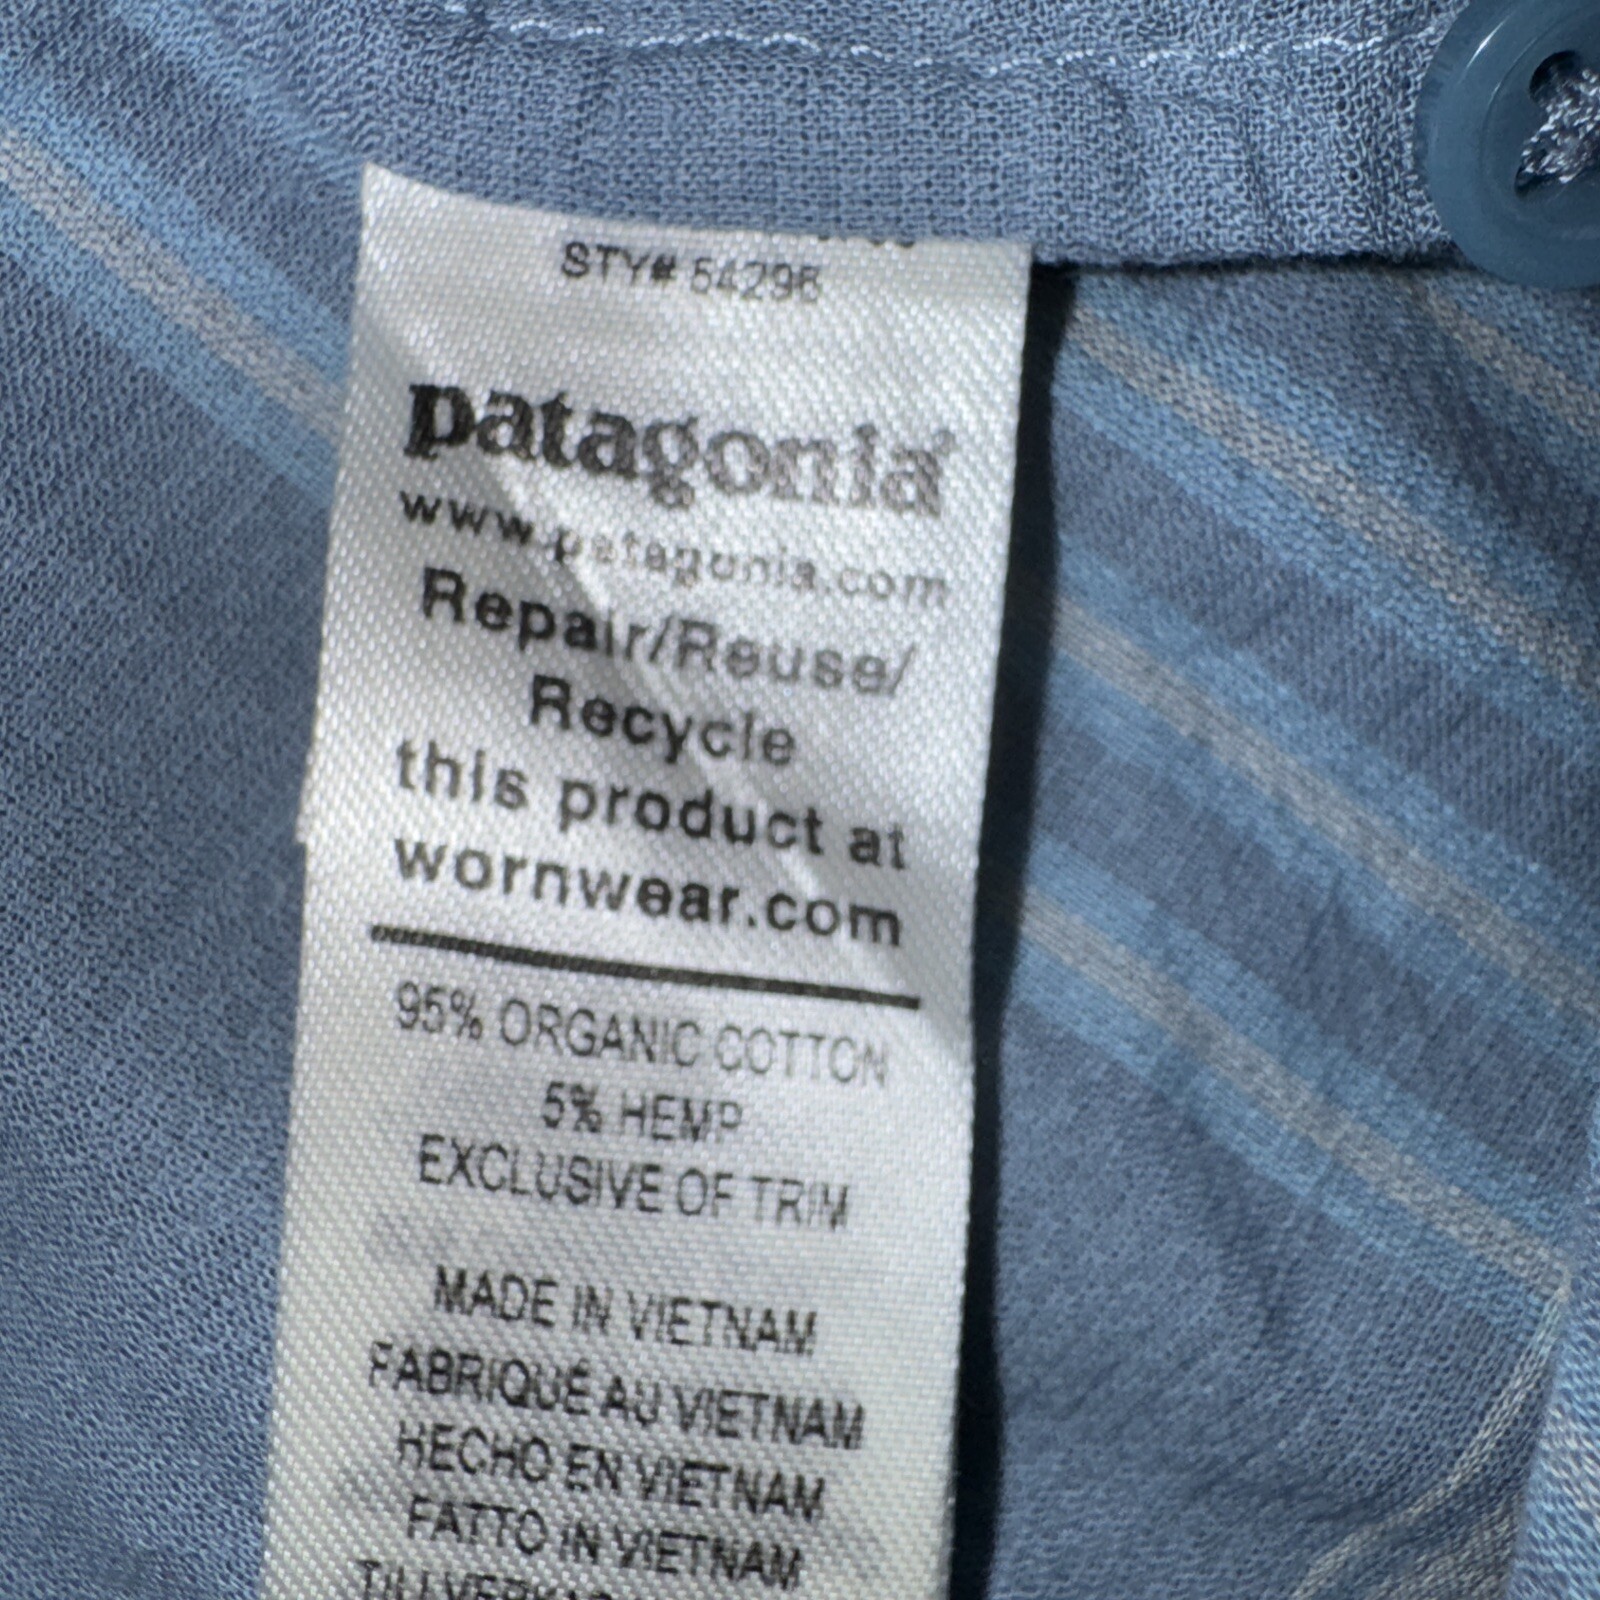 STY# 54296
patagonia
www.patagonia.com
Repair/Reuse/
Recycle
this product at
wornwear.com
95% ORGANIC COTTON
5% HEMP
EXCLUSIVE OF TRIM
MADE IN VIETNAM
FABRIQUÉ AU VIETNAM
HECHO EN VIETNAM
FATTO IN VIETNAM